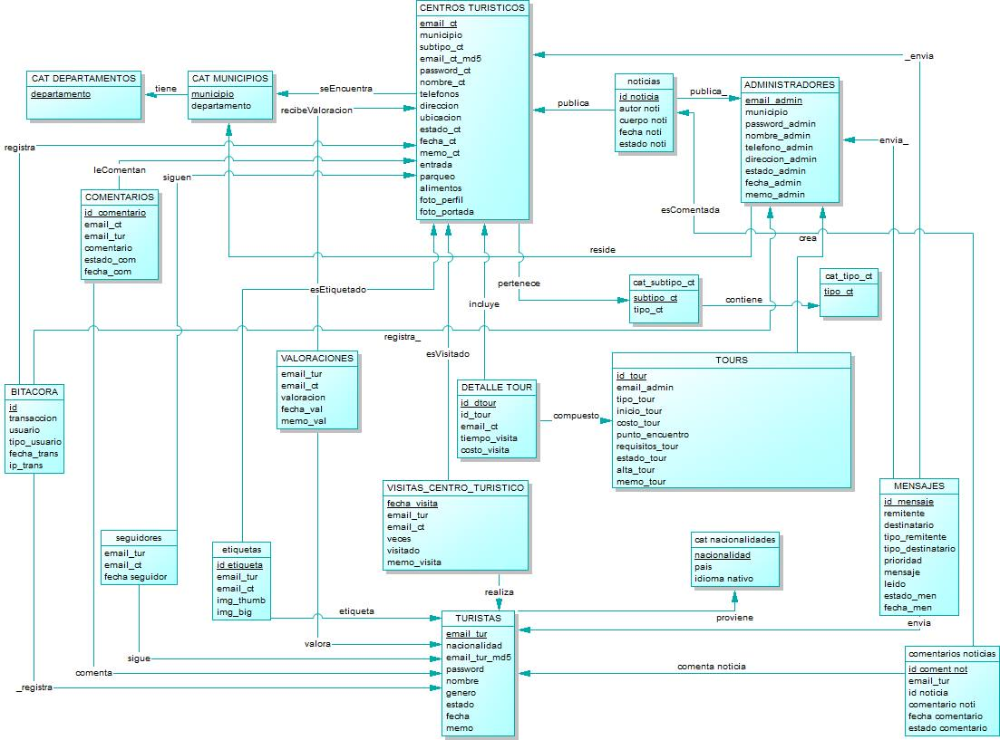 CENTROS TURISTICOS
email_ct
municipio
subtipo_ct
email_ct_md5
password_ct
nombre_ct
telefonos
direccion
ubicacion
estado_ct
fecha_ct
memo_ct
entrada
parqueo
alimentos
foto_perfil
foto_portada
_envia
CAT DEPARTAMENTOS
departamento
tiene
CAT MUNICIPIOS
municipio
departamento
seEncuentra
recibeValoracion
publica
noticias
id noticia
autor noti
cuerpo noti
fecha noti
estado noti
publica_
ADMINISTRADORES
email_admin
municipio
password_admin
nombre_admin
telefono_admin
direccion_admin
estado_admin
fecha_admin
memo_admin
envia_
registra
leComentan
siguen
COMENTARIOS
id_comentario
email_ct
email_tur
comentario
estado_com
fecha_com
esComentada
crea
reside
esEtiquetado
pertenece
incluye
cat_subtipo_ct
subtipo_ct
tipo_ct
contiene
cat_tipo_ct
tipo_ct
registra_
esVisitado
VALORACIONES
email_tur
email_ct
valoracion
fecha_val
memo_val
TOURS
id_tour
email_admin
tipo_tour
inicio_tour
costo_tour
punto_encuentro
requisitos_tour
estado_tour
alta_tour
memo_tour
BITACORA
id
transaccion
usuario
tipo_usuario
fecha_trans
ip_trans
DETALLE TOUR
id_dtour
id_tour
email_ct
tiempo_visita
costo_visita
compuesto
VISITAS_CENTRO_TURISTICO
fecha_visita
email_tur
email_ct
veces
visitado
memo_visita
MENSAJES
id_mensaje
remitente
destinatario
tipo_remitente
tipo_destinatario
prioridad
mensaje
leido
estado_men
fecha_men
seguidores
email_tur
email_ct
fecha seguidor
etiquetas
id etiqueta
email_tur
email_ct
img_thumb
img_big
cat nacionalidades
nacionalidad
pais
idioma nativo
realiza
etiqueta
proviene
envia
TURISTAS
email_tur
nacionalidad
email_tur_md5
password
nombre
genero
estado
fecha
memo
valora
sigue
comenta
_registra
comenta noticia
comentarios noticias
id coment not
email_tur
id noticia
comentario noti
fecha comentario
estado comentario